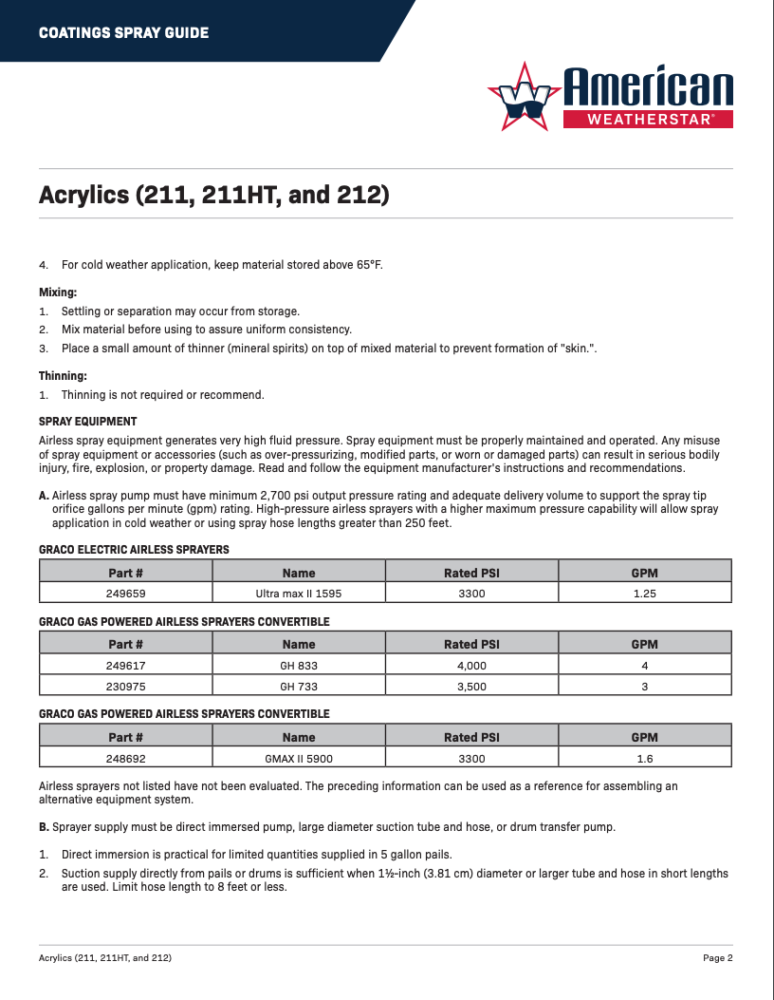 COATINGS SPRAY GUIDE
W
American
WEATHERSTAR®
Acrylics (211, 211HT, and 212)
4. For cold weather application, keep material stored above 65°F.
Mixing:
1. Settling or separation may occur from storage.
2. Mix material before using to assure uniform consistency.
3. Place a small amount of thinner (mineral spirits) on top of mixed material to prevent formation of "skin.".
Thinning:
1. Thinning is not required or recommend.
SPRAY EQUIPMENT
Airless spray equipment generates very high fluid pressure. Spray equipment must be properly maintained and operated. Any misuse
of spray equipment or accessories (such as over-pressurizing, modified parts, or worn or damaged parts) can result in serious bodily
injury, fire, explosion, or property damage. Read and follow the equipment manufacturer's instructions and recommendations.
A. Airless spray pump must have minimum 2,700 psi output pressure rating and adequate delivery volume to support the spray tip
orifice gallons per minute (gpm) rating. High-pressure airless sprayers with a higher maximum pressure capability will allow spray
application in cold weather or using spray hose lengths greater than 250 feet.
GRACO ELECTRIC AIRLESS SPRAYERS
Part # Name Rated PSI GPM
249659 Ultra max II 1595 3300 1.25
GRACO GAS POWERED AIRLESS SPRAYERS CONVERTIBLE
Part # Name Rated PSI GPM
249617 GH 833 4,000 4
230975 GH 733 3,500 3
GRACO GAS POWERED AIRLESS SPRAYERS CONVERTIBLE
Part # Name Rated PSI GPM
248692 GMAX II 5900 3300 1.6
Airless sprayers not listed have not been evaluated. The preceding information can be used as a reference for assembling an
alternative equipment system.
B. Sprayer supply must be direct immersed pump, large diameter suction tube and hose, or drum transfer pump.
1. Direct immersion is practical for limited quantities supplied in 5 gallon pails.
2. Suction supply directly from pails or drums is sufficient when 1½-inch (3.81 cm) diameter or larger tube and hose in short lengths
are used. Limit hose length to 8 feet or less.
Acrylics (211, 211HT, and 212) Page 2